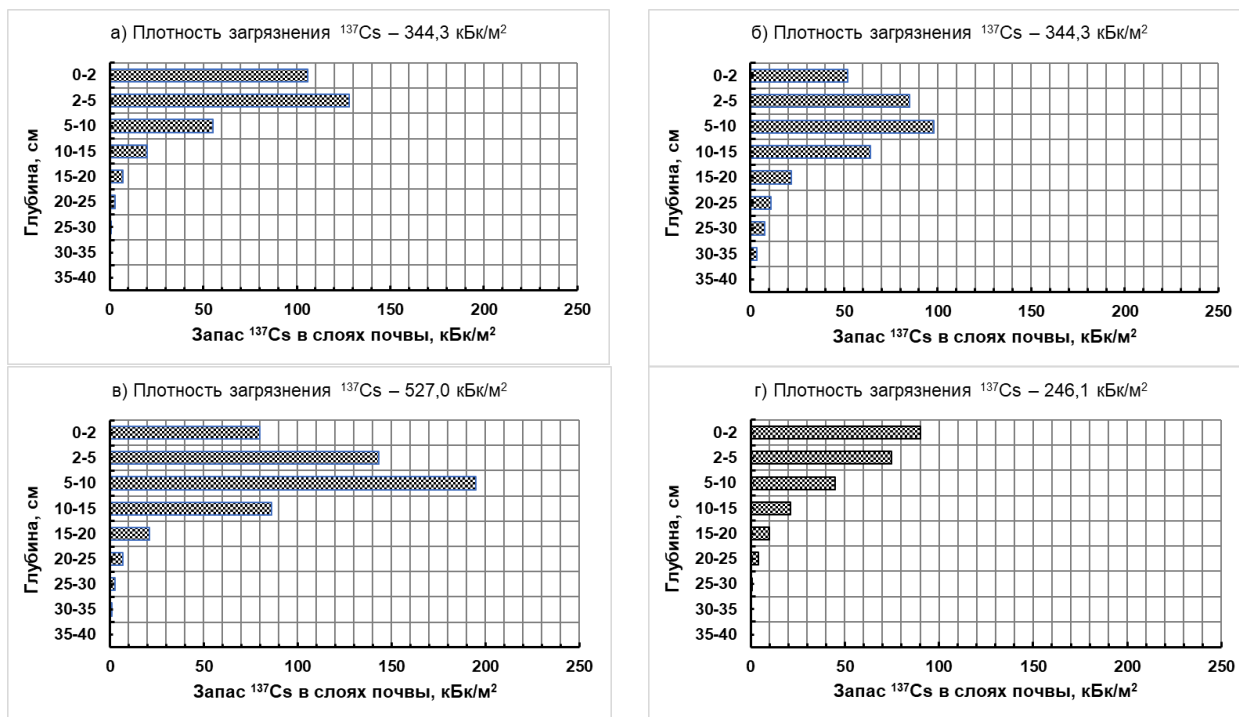 а) Плотность загрязнения ¹³⁷Cs – 344,3 кБк/м²
Глубина, см
0-2
2-5
5-10
10-15
15-20
20-25
25-30
30-35
35-40
0 50 100 150 200 250
Запас ¹³⁷Cs в слоях почвы, кБк/м²
б) Плотность загрязнения ¹³⁷Cs – 344,3 кБк/м²
Глубина, см
0-2
2-5
5-10
10-15
15-20
20-25
25-30
30-35
35-40
0 50 100 150 200 250
Запас ¹³⁷Cs в слоях почвы, кБк/м²
в) Плотность загрязнения ¹³⁷Cs – 527,0 кБк/м²
Глубина, см
0-2
2-5
5-10
10-15
15-20
20-25
25-30
30-35
35-40
0 50 100 150 200 250
Запас ¹³⁷Cs в слоях почвы, кБк/м²
г) Плотность загрязнения ¹³⁷Cs – 246,1 кБк/м²
Глубина, см
0-2
2-5
5-10
10-15
15-20
20-25
25-30
30-35
35-40
0 50 100 150 200 250
Запас ¹³⁷Cs в слоях почвы, кБк/м²